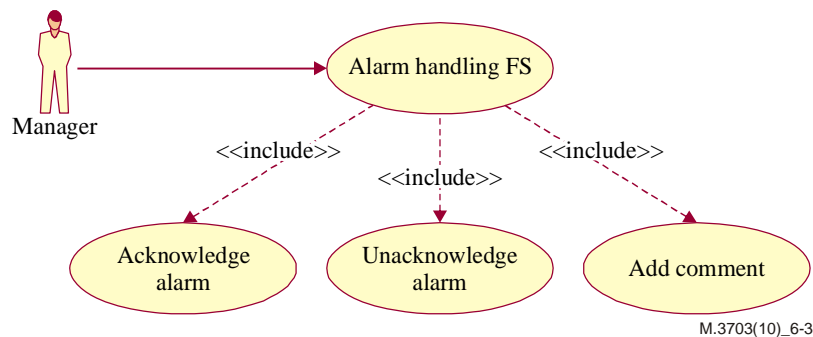 Alarm handling FS
Manager
<<include>>
<<include>>
<<include>>
Acknowledge
alarm
Unacknowledge
alarm
Add comment
M.3703(10)_6-3